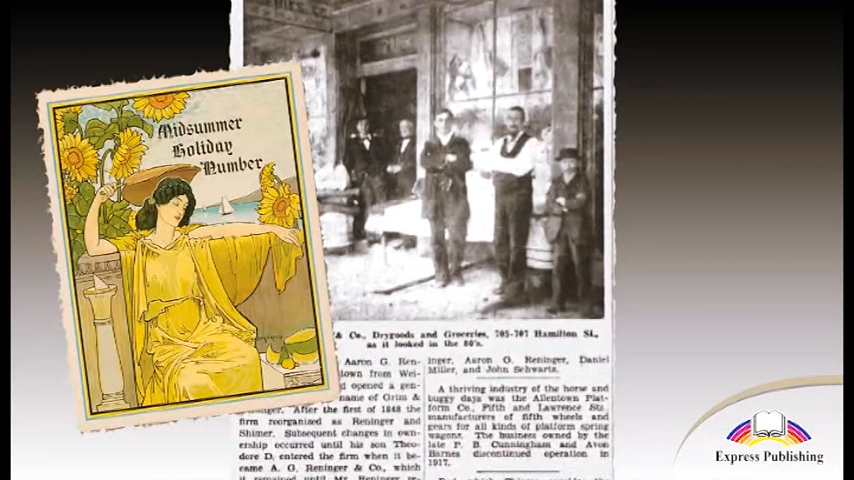 Midsummer
Holiday
Number
& Co., Drygoods and Groceries, 705-707 Hamilton St.,
as it looked in the 80's.
Aaron G. Ren-
town from Wei-
d opened a gen-
name of Grim &
After the first of 1848 the
firm reorganized as Reninger and
Shimer. Subsequent changes in own-
ership occurred until his son Theo-
dore D. entered the firm when it be-
came A. G. Reninger & Co., which
it remained until Mr. Reninger re-
inger, Aaron G. Reninger, Daniel
Miller, and John Schwartz.
A thriving industry of the horse and
buggy days was the Allentown Plat-
form Co., Fifth and Lawrence Sts.
manufacturers of fifth wheels and
gears for all kinds of platform spring
wagons. The business owned by the
late P. B. Cunningham and Avon
Barnes discontinued operation in
1917.
Express Publishing